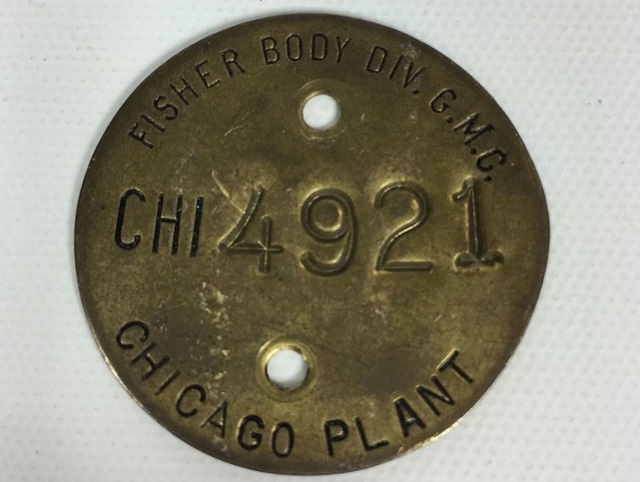 FISHER BODY DIV. G.M.C.
CHI 4921
CHICAGO PLANT